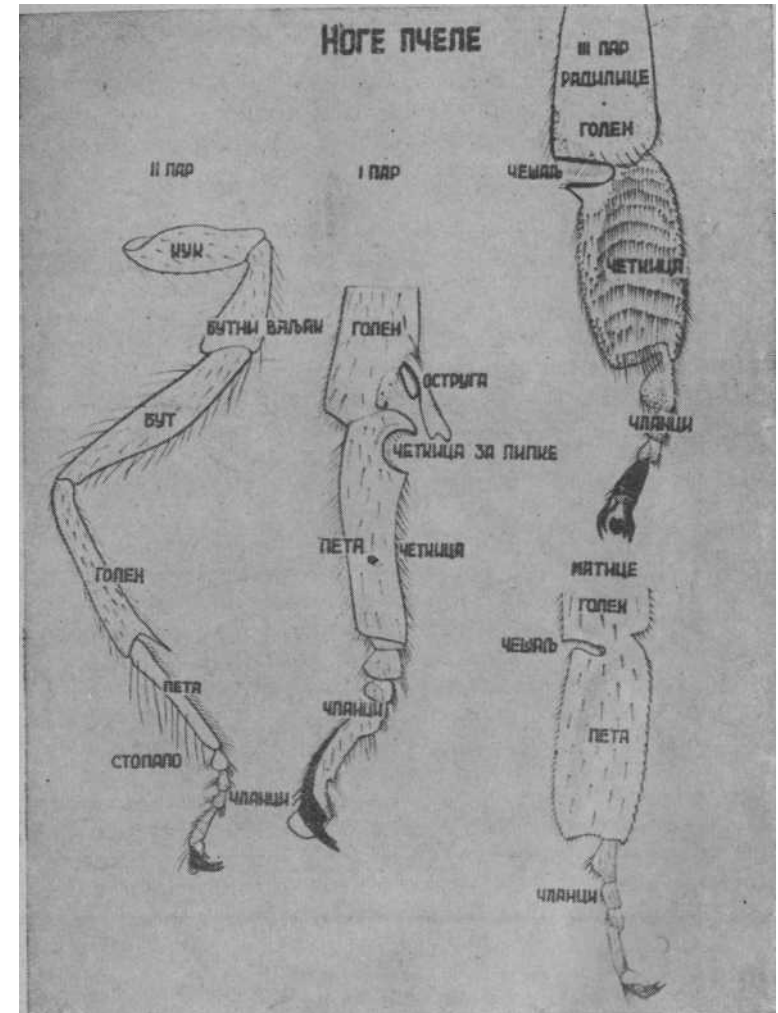 НОГЕ ПЧЕЛЕ
II ПАР
КУК
БУТНИ ВАЉАК
БУТ
ГОЛЕН
ПЕТА
СТОПАЛО
ЧЛАНЦИ
I ПАР
ГОЛЕН
ОСТРУГА
ЧЕТКИЦА ЗА ПИПКЕ
ПЕТА
ЧЕТКИЦА
ЧЛАНЦИ
III ПАР
РАДИЛИЦЕ
ГОЛЕН
ЧЕШАЉ
ЧЕТКИЦА
ЧЛАНЦИ
МАТИЦЕ
ГОЛЕН
ЧЕШАЉ
ПЕТА
ЧЛАНЦИ